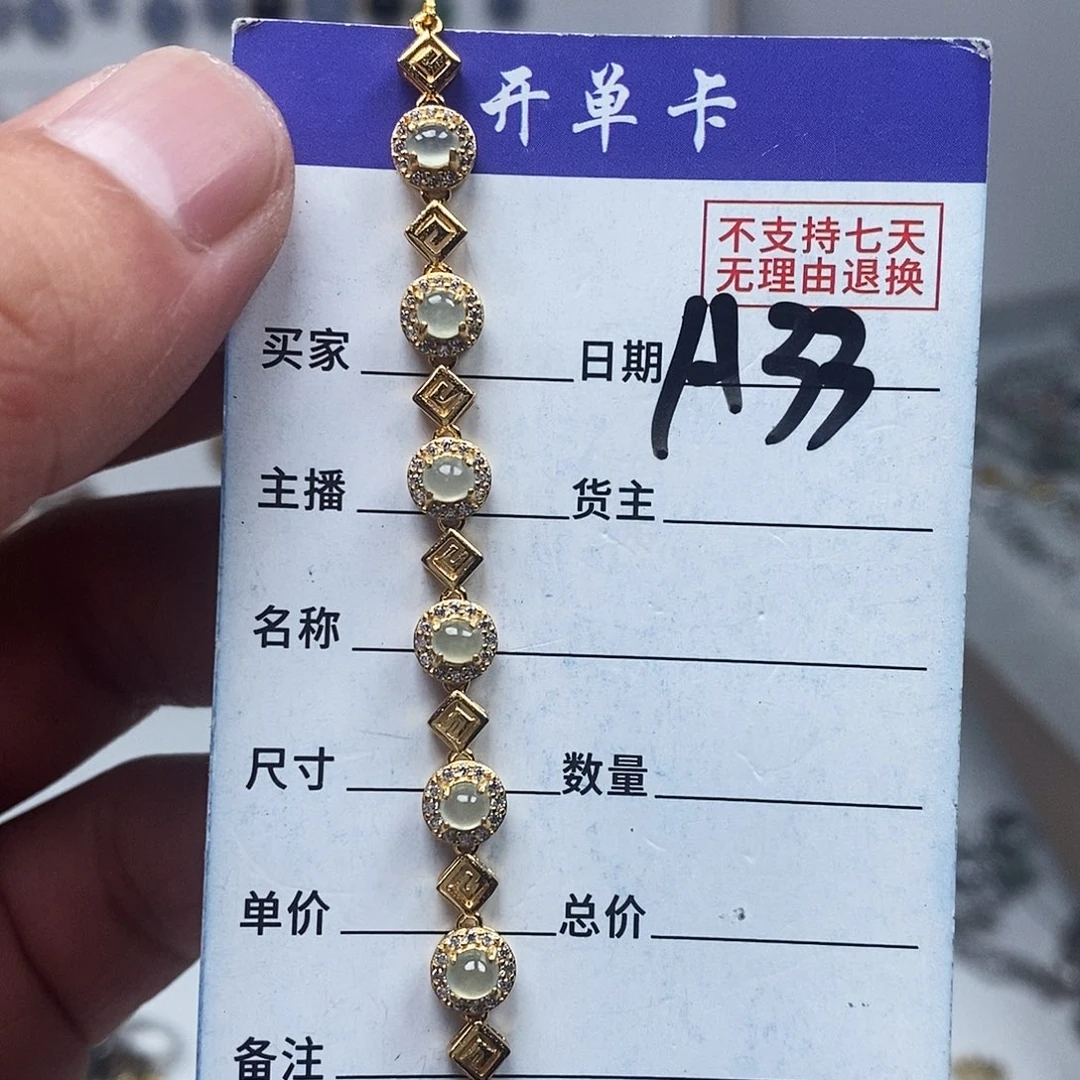 开单卡
不支持七天
无理由退换
买家 日期 A33
主播 货主
名称
尺寸 数量
单价 总价
备注